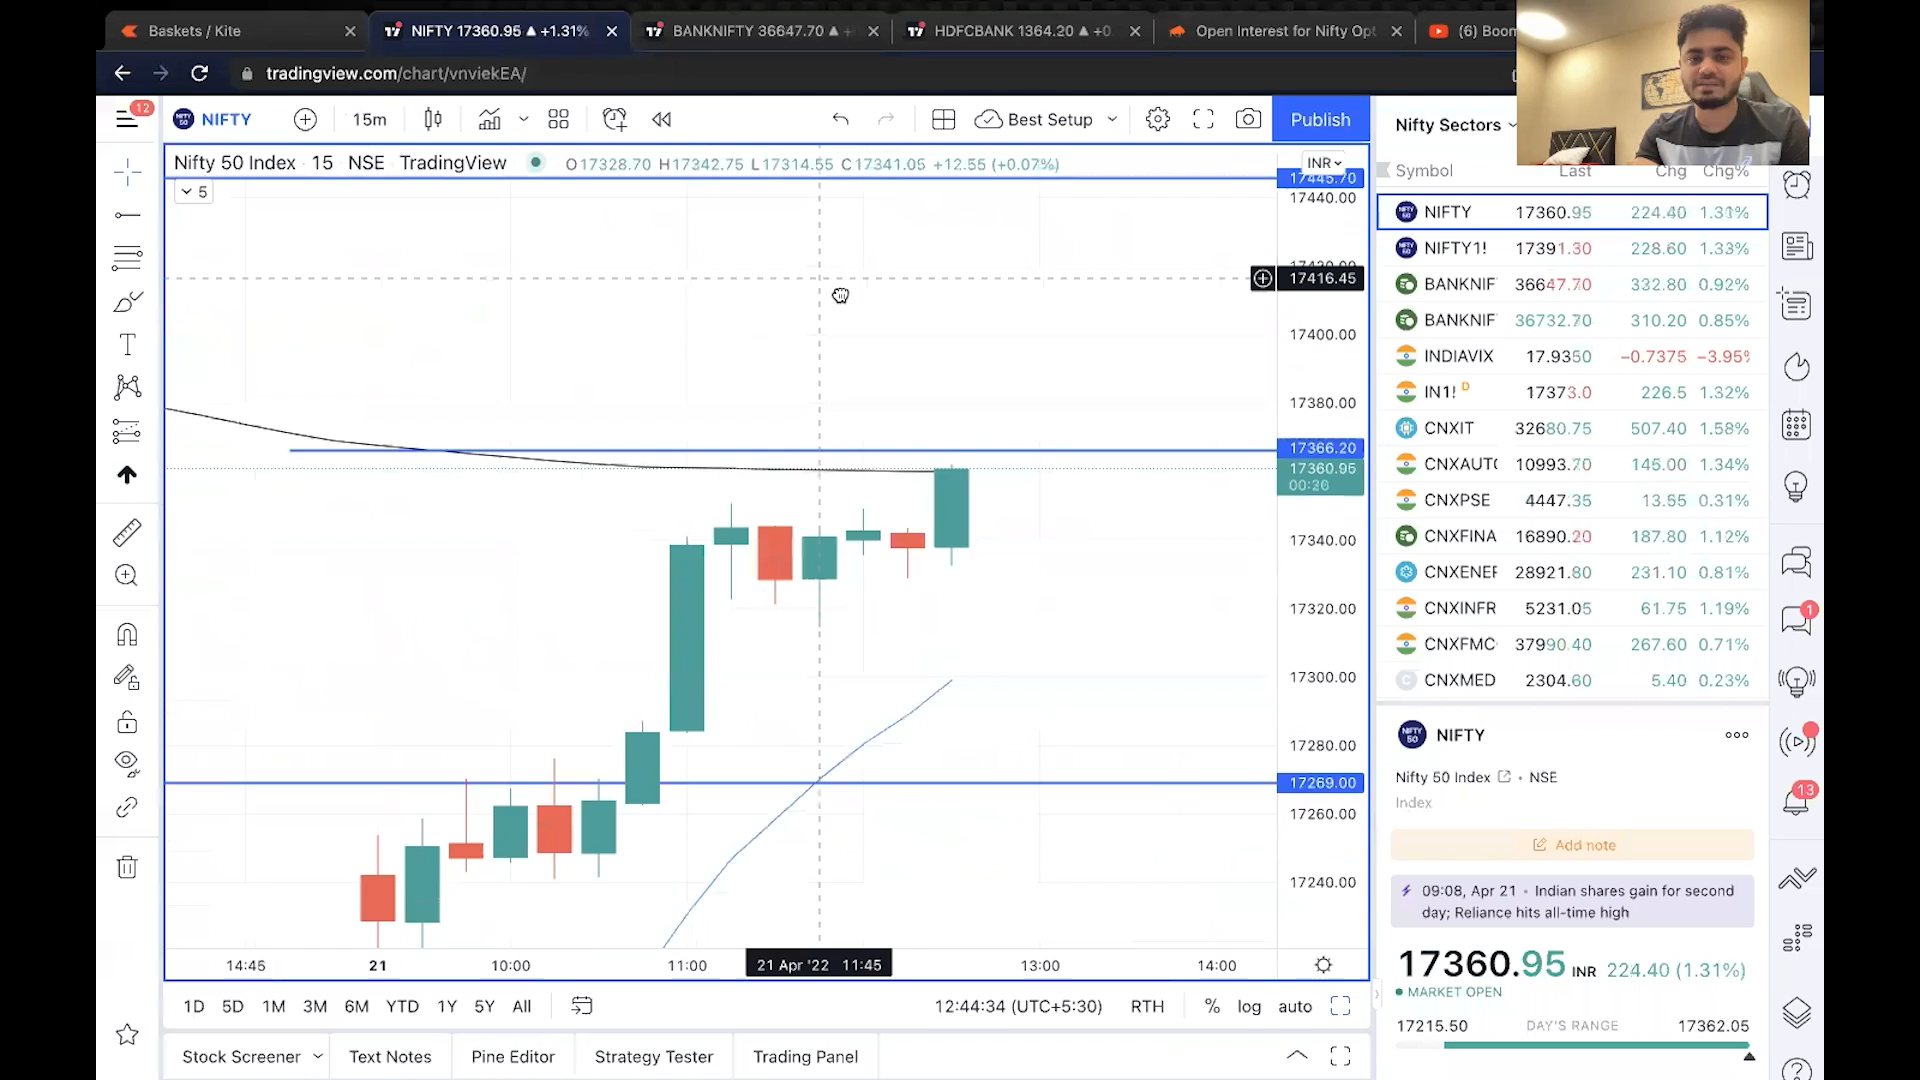 Baskets / Kite
NIFTY 17360.95 ▲ +1.31%
BANKNIFTY 36647.70 ▲ +
HDFCBANK 1364.20 ▲ +0
Open Interest for Nifty Opt
(6) Boom
tradingview.com/chart/vnviekEA/
12
NIFTY
15m
Best Setup
Publish
Nifty Sectors
Nifty 50 Index · 15 · NSE TradingView
O17328.70 H17342.75 L17314.55 C17341.05 +12.55 (+0.07%)
INR
5
17445.70
17440.00
17416.45
17400.00
17380.00
17366.20
17360.95
00:26
17340.00
17320.00
17300.00
17280.00
17269.00
17260.00
17240.00
14:45
21
10:00
11:00
21 Apr '22 11:45
13:00
14:00
1D 5D 1M 3M 6M YTD 1Y 5Y All
12:44:34 (UTC+5:30)
RTH
% log auto
Stock Screener
Text Notes
Pine Editor
Strategy Tester
Trading Panel
Symbol Last Chg Chg%
NIFTY 17360.95 224.40 1.31%
NIFTY1! 17391.30 228.60 1.33%
BANKNIF 36647.70 332.80 0.92%
BANKNIF 36732.70 310.20 0.85%
INDIAVIX 17.9350 −0.7375 −3.95%
IN1! D 17373.0 226.5 1.32%
CNXIT 32680.75 507.40 1.58%
CNXAUTO 10993.70 145.00 1.34%
CNXPSE 4447.35 13.55 0.31%
CNXFINA 16890.20 187.80 1.12%
CNXENER 28921.80 231.10 0.81%
CNXINFR 5231.05 61.75 1.19%
CNXFMC 37990.40 267.60 0.71%
CNXMED 2304.60 5.40 0.23%
NIFTY 50
NIFTY
Nifty 50 Index • NSE
Index
Add note
09:08, Apr 21 • Indian shares gain for second
day; Reliance hits all-time high
17360.95 INR 224.40 (1.31%)
MARKET OPEN
17215.50 DAY'S RANGE 17362.05
1
13